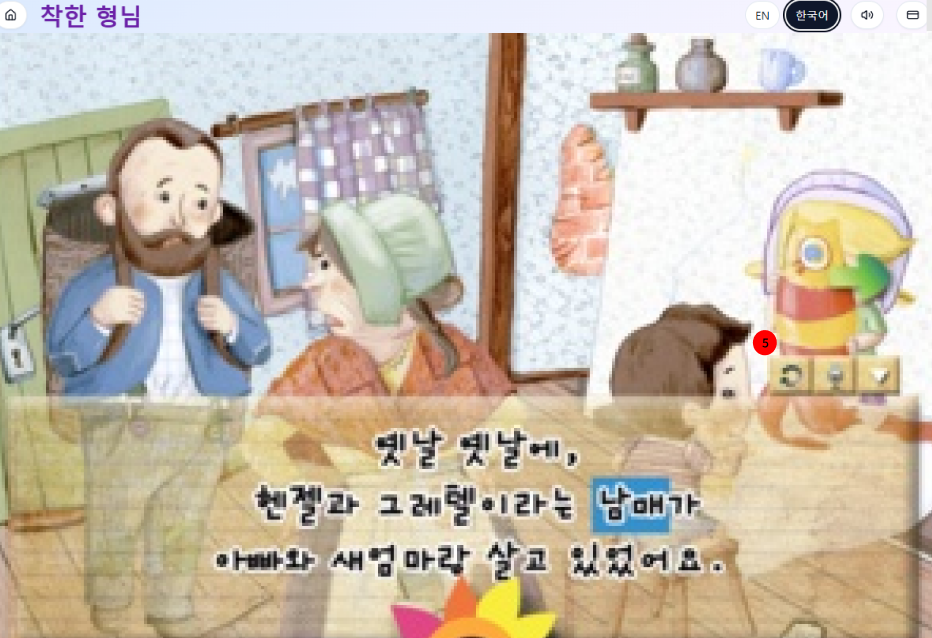 착한 형님
EN
한국어
5
옛날 옛날에,
헨젤과 그레텔이라는 남매가
아빠와 새엄마랑 살고 있었어요.